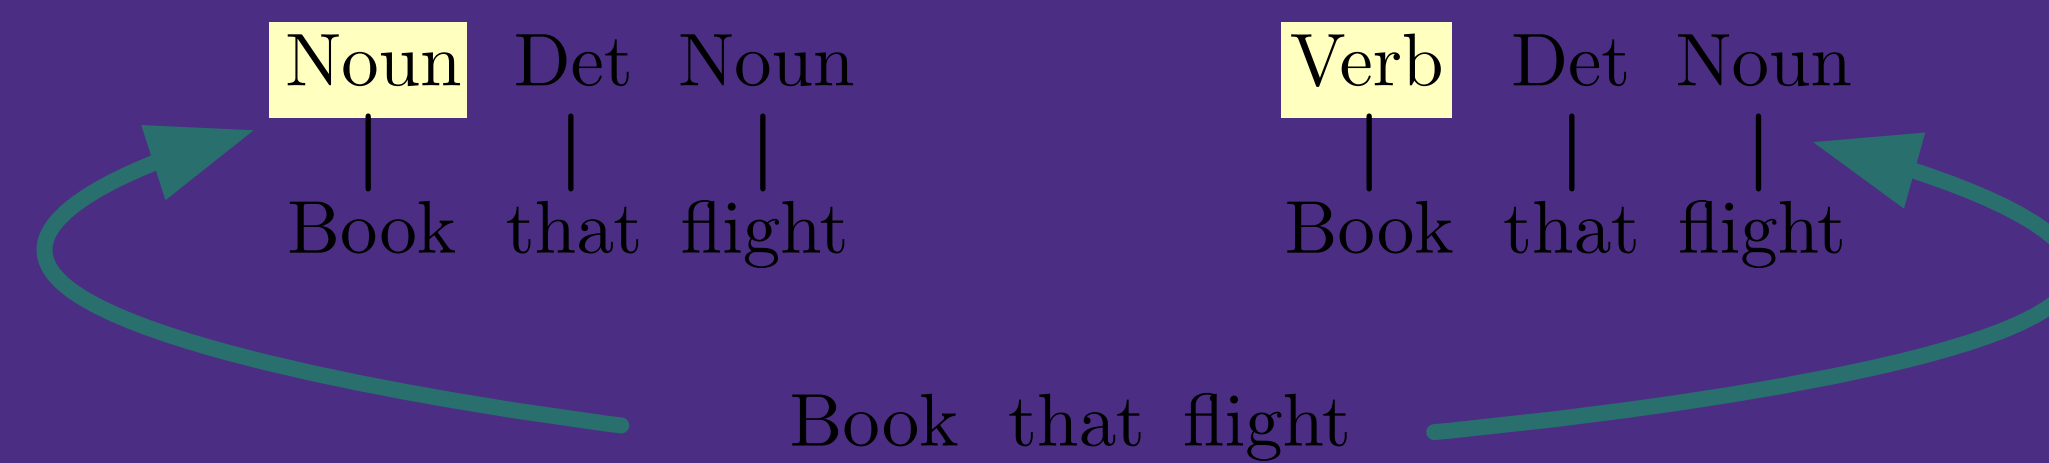 Noun Det Noun Verb Det Noun
Book that flight Book that flight
Book that flight